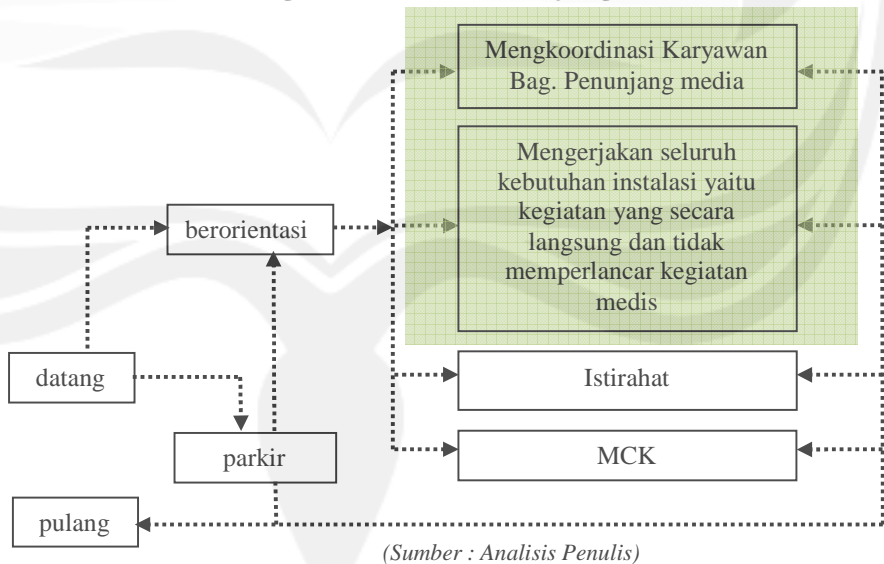 Mengkoordinasi Karyawan
Bag. Penunjang media
Mengerjakan seluruh
kebutuhan instalasi yaitu
kegiatan yang secara
langsung dan tidak
memperlancar kegiatan
medis
berorientasi
datang
Istirahat
parkir
MCK
pulang
(Sumber : Analisis Penulis)